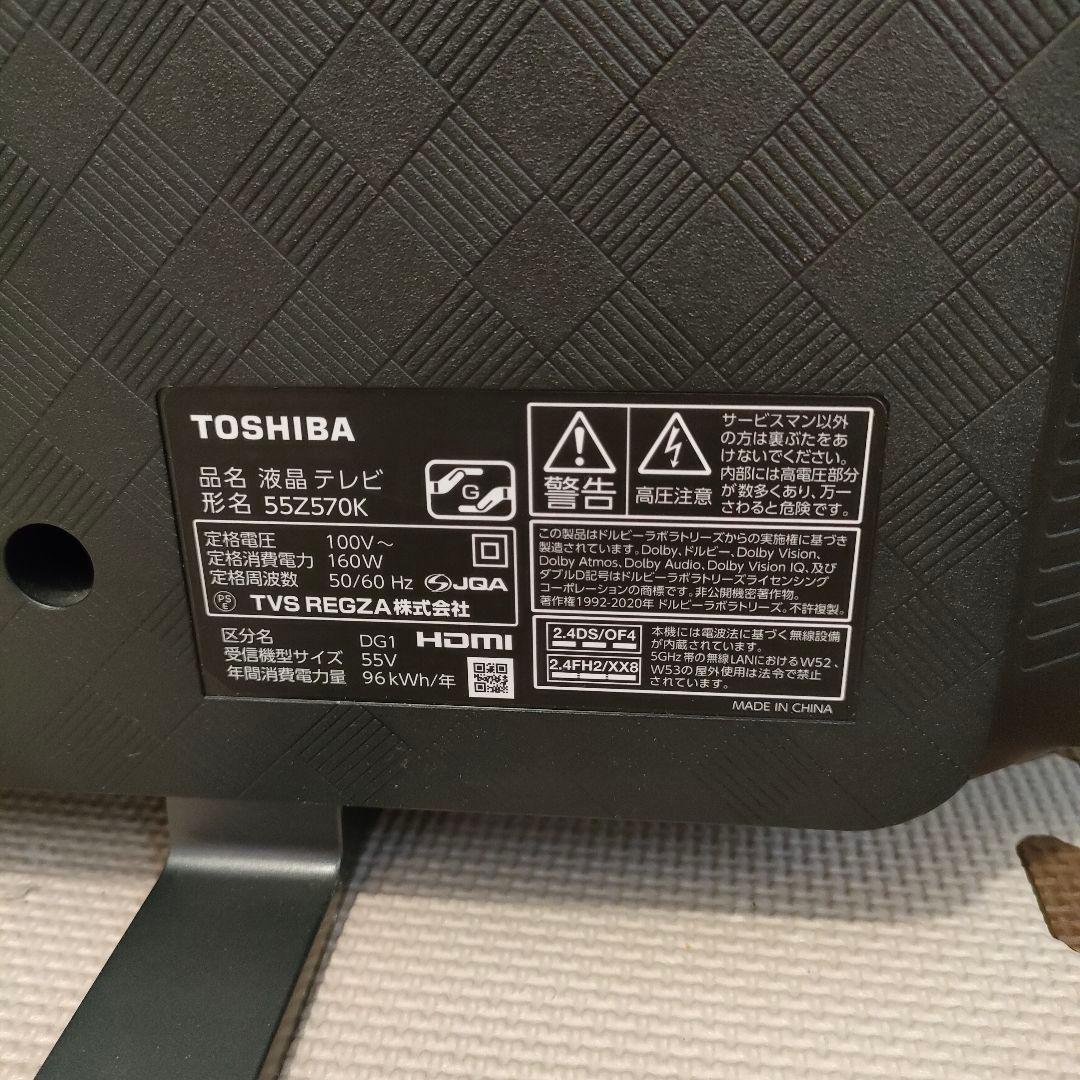 TOSHIBA
品名 液晶テレビ
形名 55Z570K
G
定格電圧 100V～
定格消費電力 160W
定格周波数 50/60 Hz JQA
PS
E
TVS REGZA株式会社
区分名 DG1 HDMI
受信機型サイズ 55V
年間消費電力量 96kWh/年
警告
高圧注意
サービスマン以外
の方は裏ぶたをあ
けないでください。
内部には高電圧部分
が数多くあり、万一
さわると危険です。
この製品はドルビーラボラトリーズからの実施権に基づき
製造されています。Dolby、ドルビー、Dolby Vision、
Dolby Atmos、Dolby Audio、Dolby Vision IQ、及び
ダブルD記号はドルビーラボラトリーズライセンシング
コーポレーションの商標です。非公開機密著作物。
著作権1992-2020年 ドルビーラボラトリーズ。不許複製。
2.4DS/OF4
2.4FH2/XX8
本機には電波法に基づく無線設備
が内蔵されています。
5GHz帯の無線LANにおけるW52、
W53の屋外使用は法令で禁止
されています。
MADE IN CHINA